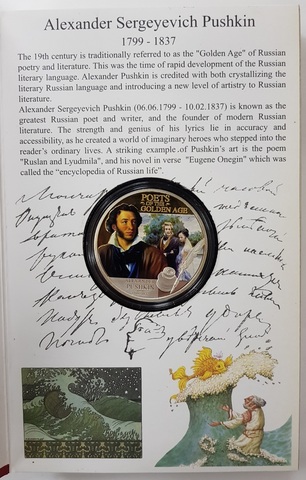 Alexander Sergeyevich Pushkin
1799 - 1837
The 19th century is traditionally referred to as the "Golden Age" of Russian
poetry and literature. This was the time of rapid development of the Russian
literary language. Alexander Pushkin is credited with both crystallizing the
literary Russian language and introducing a new level of artistry to Russian
literature.
Alexander Sergeyevich Pushkin (06.06.1799 - 10.02.1837) is known as the
greatest Russian poet and writer, and the founder of modern Russian
literature. The strength and genius of his lyrics lie in accuracy and
accessibility, as he created a world of imaginary heroes who stepped into the
reader's ordinary lives. A striking example of Pushkin's art is the poem
"Ruslan and Lyudmila", and his novel in verse "Eugene Onegin" which was
called the "encyclopedia of Russian life".
POETS
OF THE
GOLDEN AGE
ALEXANDER
PUSHKIN